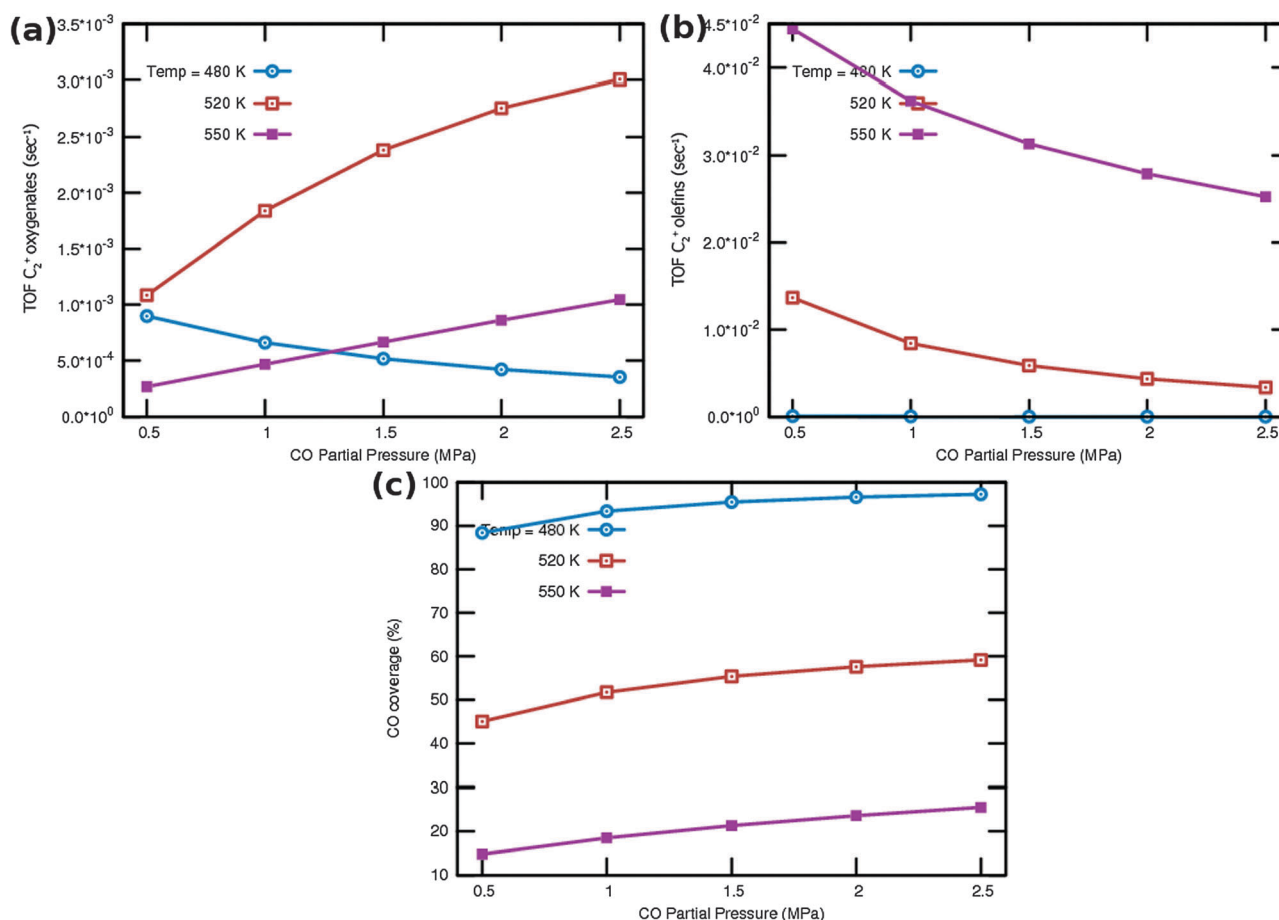 (a)
3.5*10⁻³
3.0*10⁻³
2.5*10⁻³
2.0*10⁻³
1.5*10⁻³
1.0*10⁻³
5.0*10⁻⁴
0.0*10⁰
TOF C₂⁺ oxygenates (sec⁻¹)
Temp = 480 K
520 K
550 K
0.5 1 1.5 2 2.5
CO Partial Pressure (MPa)
(b)
4.5*10⁻²
4.0*10⁻²
3.0*10⁻²
2.0*10⁻²
1.0*10⁻²
0.0*10⁰
TOF C₂⁺ olefins (sec⁻¹)
Temp = 480 K
520 K
550 K
0.5 1 1.5 2 2.5
CO Partial Pressure (MPa)
(c)
100
90
80
70
60
50
40
30
20
10
CO coverage (%)
Temp = 480 K
520 K
550 K
0.5 1 1.5 2 2.5
CO Partial Pressure (MPa)